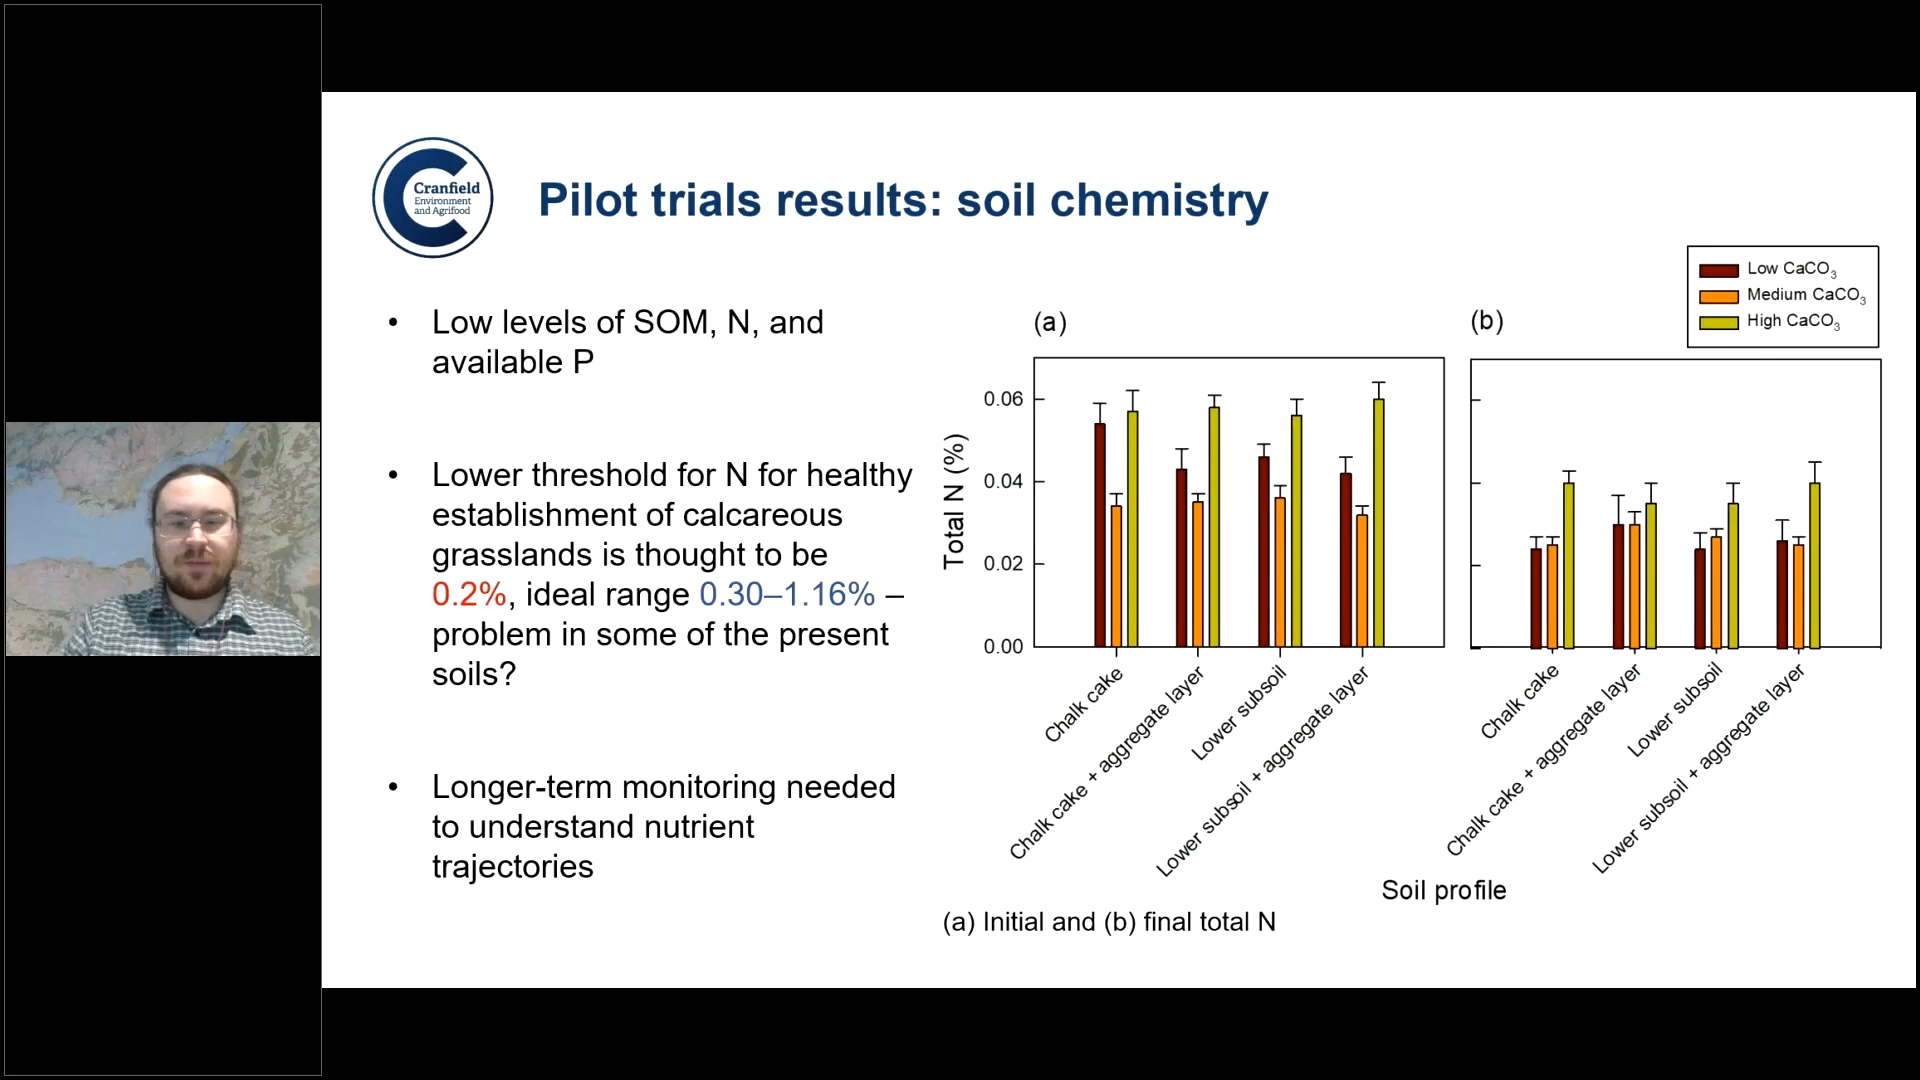 Cranfield
Environment
and Agrifood
Pilot trials results: soil chemistry
• Low levels of SOM, N, and
available P
• Lower threshold for N for healthy
establishment of calcareous
grasslands is thought to be
0.2%, ideal range 0.30–1.16% –
problem in some of the present
soils?
• Longer-term monitoring needed
to understand nutrient
trajectories
Low CaCO3
Medium CaCO3
High CaCO3
(a)
(b)
Total N (%)
0.06
0.04
0.02
0.00
Chalk cake
Chalk cake + aggregate layer
Lower subsoil
Lower subsoil + aggregate layer
Chalk cake
Chalk cake + aggregate layer
Lower subsoil
Lower subsoil + aggregate layer
Soil profile
(a) Initial and (b) final total N